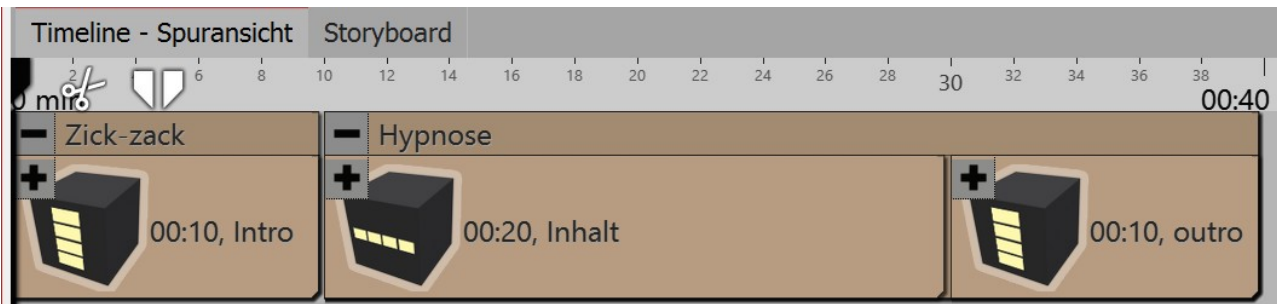 Timeline - Spuransicht Storyboard
2 6 8 10 12 14 16 18 20 22 24 26 28 30 32 34 36 38
0 min 00:40
Zick-zack Hypnose
00:10, Intro 00:20, Inhalt 00:10, outro